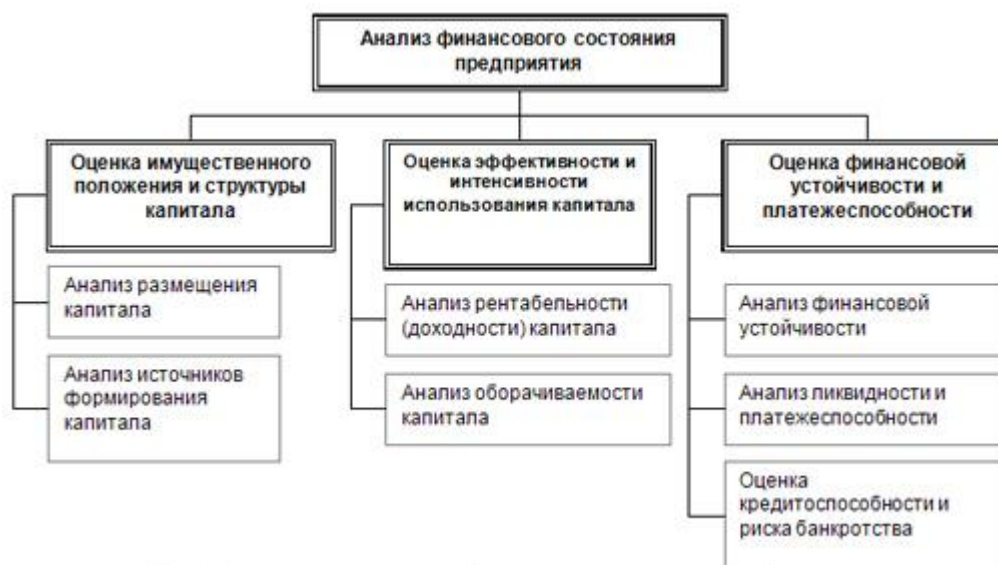 Анализ финансового состояния
предприятия
Оценка имущественного
положения и структуры
капитала
Анализ размещения
капитала
Анализ источников
формирования
капитала
Оценка эффективности и
интенсивности
использования капитала
Анализ рентабельности
(доходности) капитала
Анализ оборачиваемости
капитала
Оценка финансовой
устойчивости и
платежеспособности
Анализ финансовой
устойчивости
Анализ ликвидности и
платежеспособности
Оценка
кредитоспособности и
риска банкротства